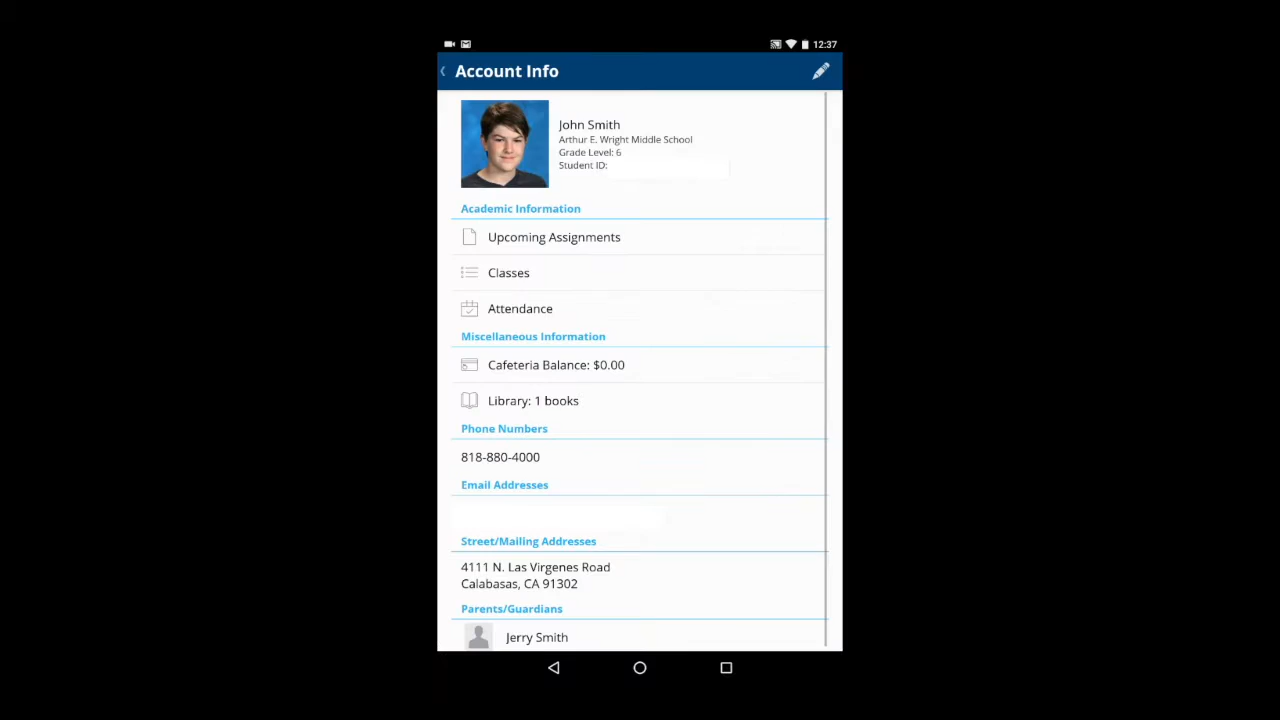 12:37
Account Info
John Smith
Arthur E. Wright Middle School
Grade Level: 6
Student ID:
Academic Information
Upcoming Assignments
Classes
Attendance
Miscellaneous Information
Cafeteria Balance: $0.00
Library: 1 books
Phone Numbers
818-880-4000
Email Addresses
Street/Mailing Addresses
4111 N. Las Virgenes Road
Calabasas, CA 91302
Parents/Guardians
Jerry Smith